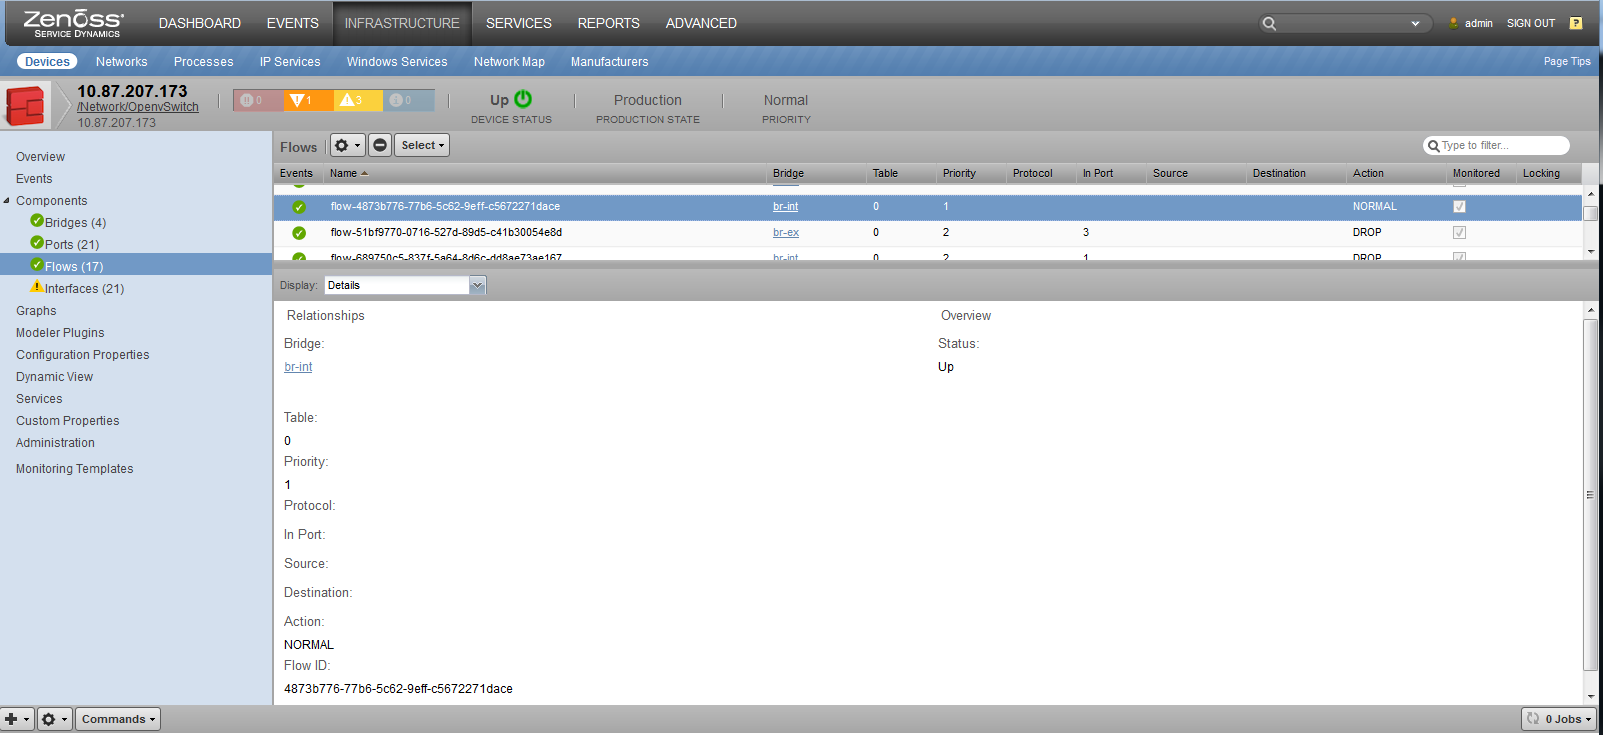 Zenoss
SERVICE DYNAMICS
DASHBOARD EVENTS INFRASTRUCTURE SERVICES REPORTS ADVANCED
admin SIGN OUT ?
Devices Networks Processes IP Services Windows Services Network Map Manufacturers Page Tips
10.87.207.173
/Network/OpenvSwitch
10.87.207.173
0 1 3 0
Up
DEVICE STATUS
Production
PRODUCTION STATE
Normal
PRIORITY
Overview
Events
Components
Bridges (4)
Ports (21)
Flows (17)
Interfaces (21)
Graphs
Modeler Plugins
Configuration Properties
Dynamic View
Services
Custom Properties
Administration
Monitoring Templates
Flows Select Type to filter...
Events Name Bridge Table Priority Protocol In Port Source Destination Action Monitored Locking
flow-4873b776-77b6-5c62-9eff-c5672271dace br-int 0 1 NORMAL
flow-51bf9770-0716-527d-89d5-c41b30054e8d br-ex 0 2 3 DROP
flow-689750c5-837f-5a64-8d6c-dd8ae73ae167 br-int 0 2 1 DROP
Display: Details
Relationships
Bridge:
br-int
Table:
0
Priority:
1
Protocol:
In Port:
Source:
Destination:
Action:
NORMAL
Flow ID:
4873b776-77b6-5c62-9eff-c5672271dace
Overview
Status:
Up
Commands
0 Jobs